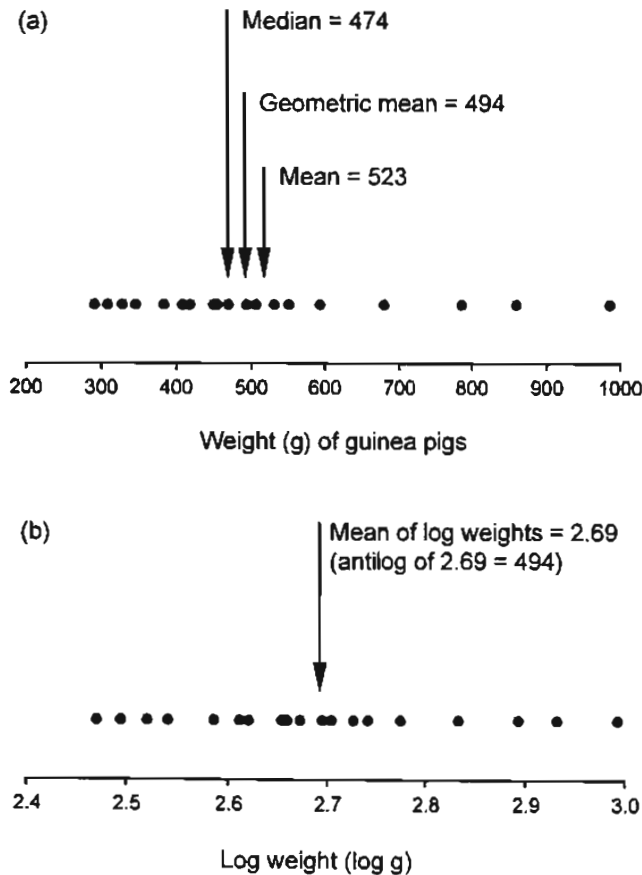 (a)
Median = 474
Geometric mean = 494
Mean = 523
200 300 400 500 600 700 800 900 1000
Weight (g) of guinea pigs
(b)
Mean of log weights = 2.69
(antilog of 2.69 = 494)
2.4 2.5 2.6 2.7 2.8 2.9 3.0
Log weight (log g)